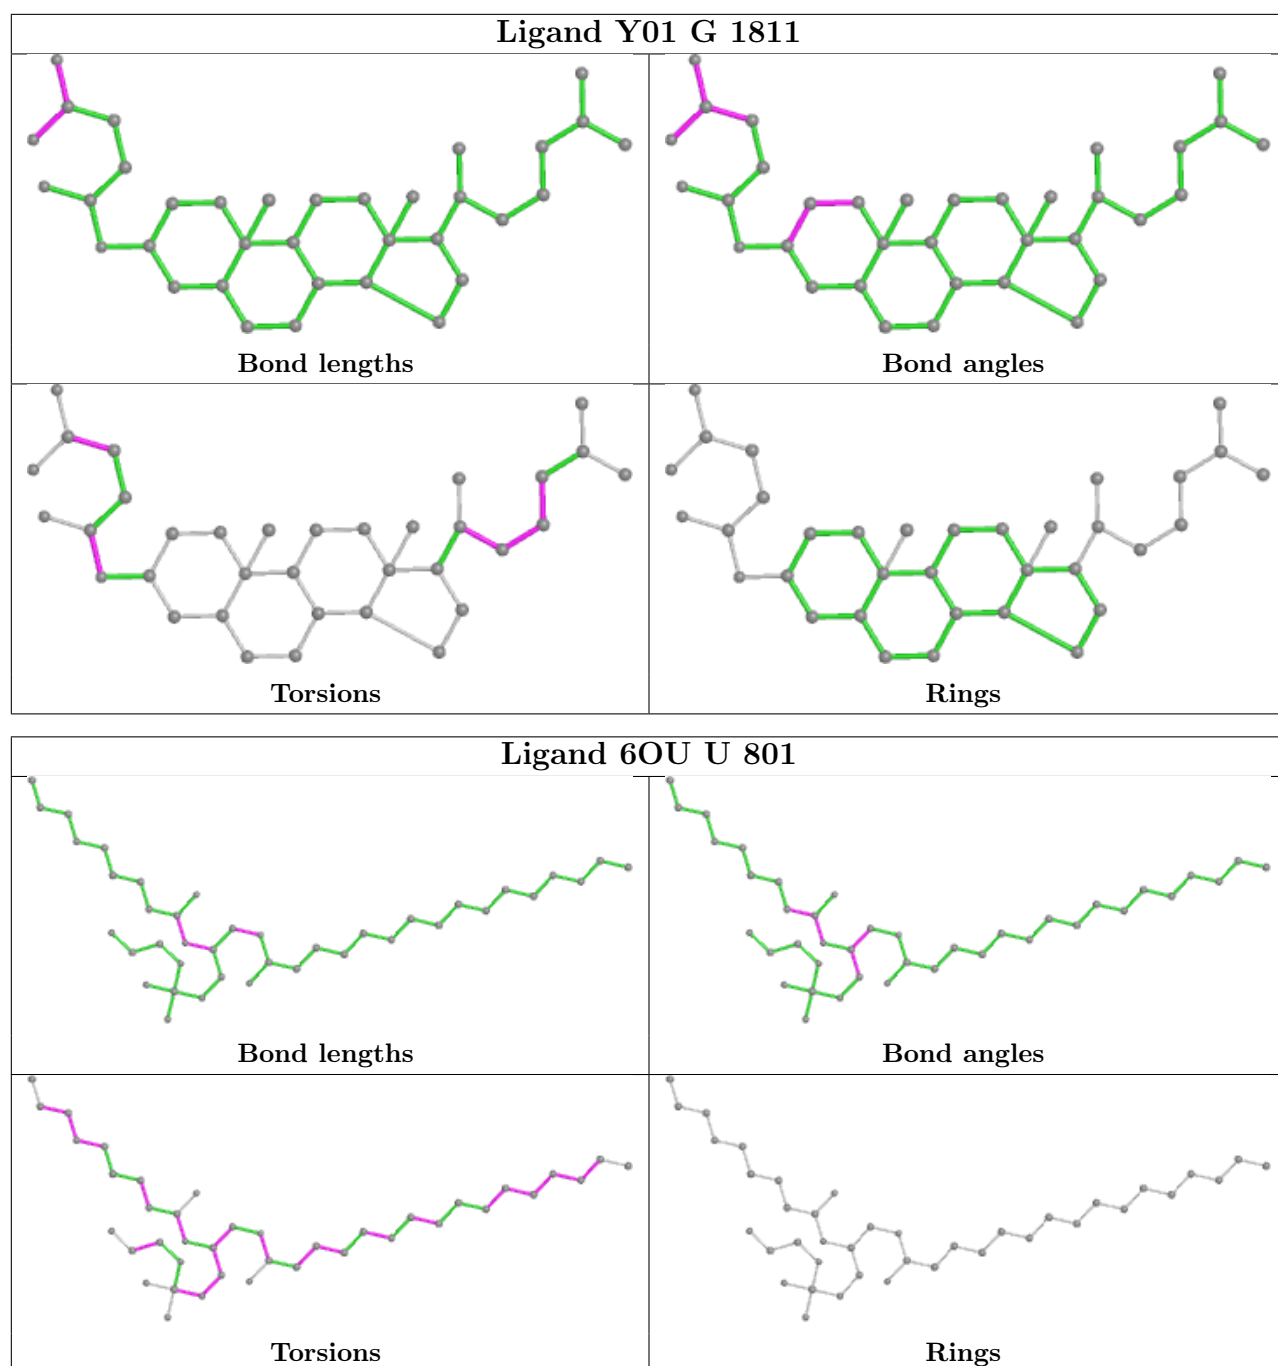 Ligand Y01 G 1811
Bond lengths
Bond angles
Torsions
Rings
Ligand 6OU U 801
Bond lengths
Bond angles
Torsions
Rings